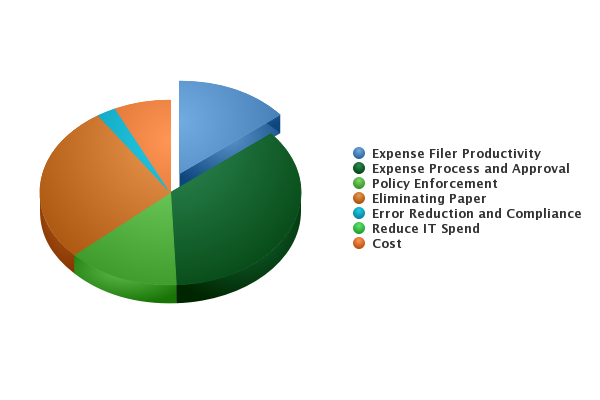 Expense Filer Productivity
Expense Process and Approval
Policy Enforcement
Eliminating Paper
Error Reduction and Compliance
Reduce IT Spend
Cost